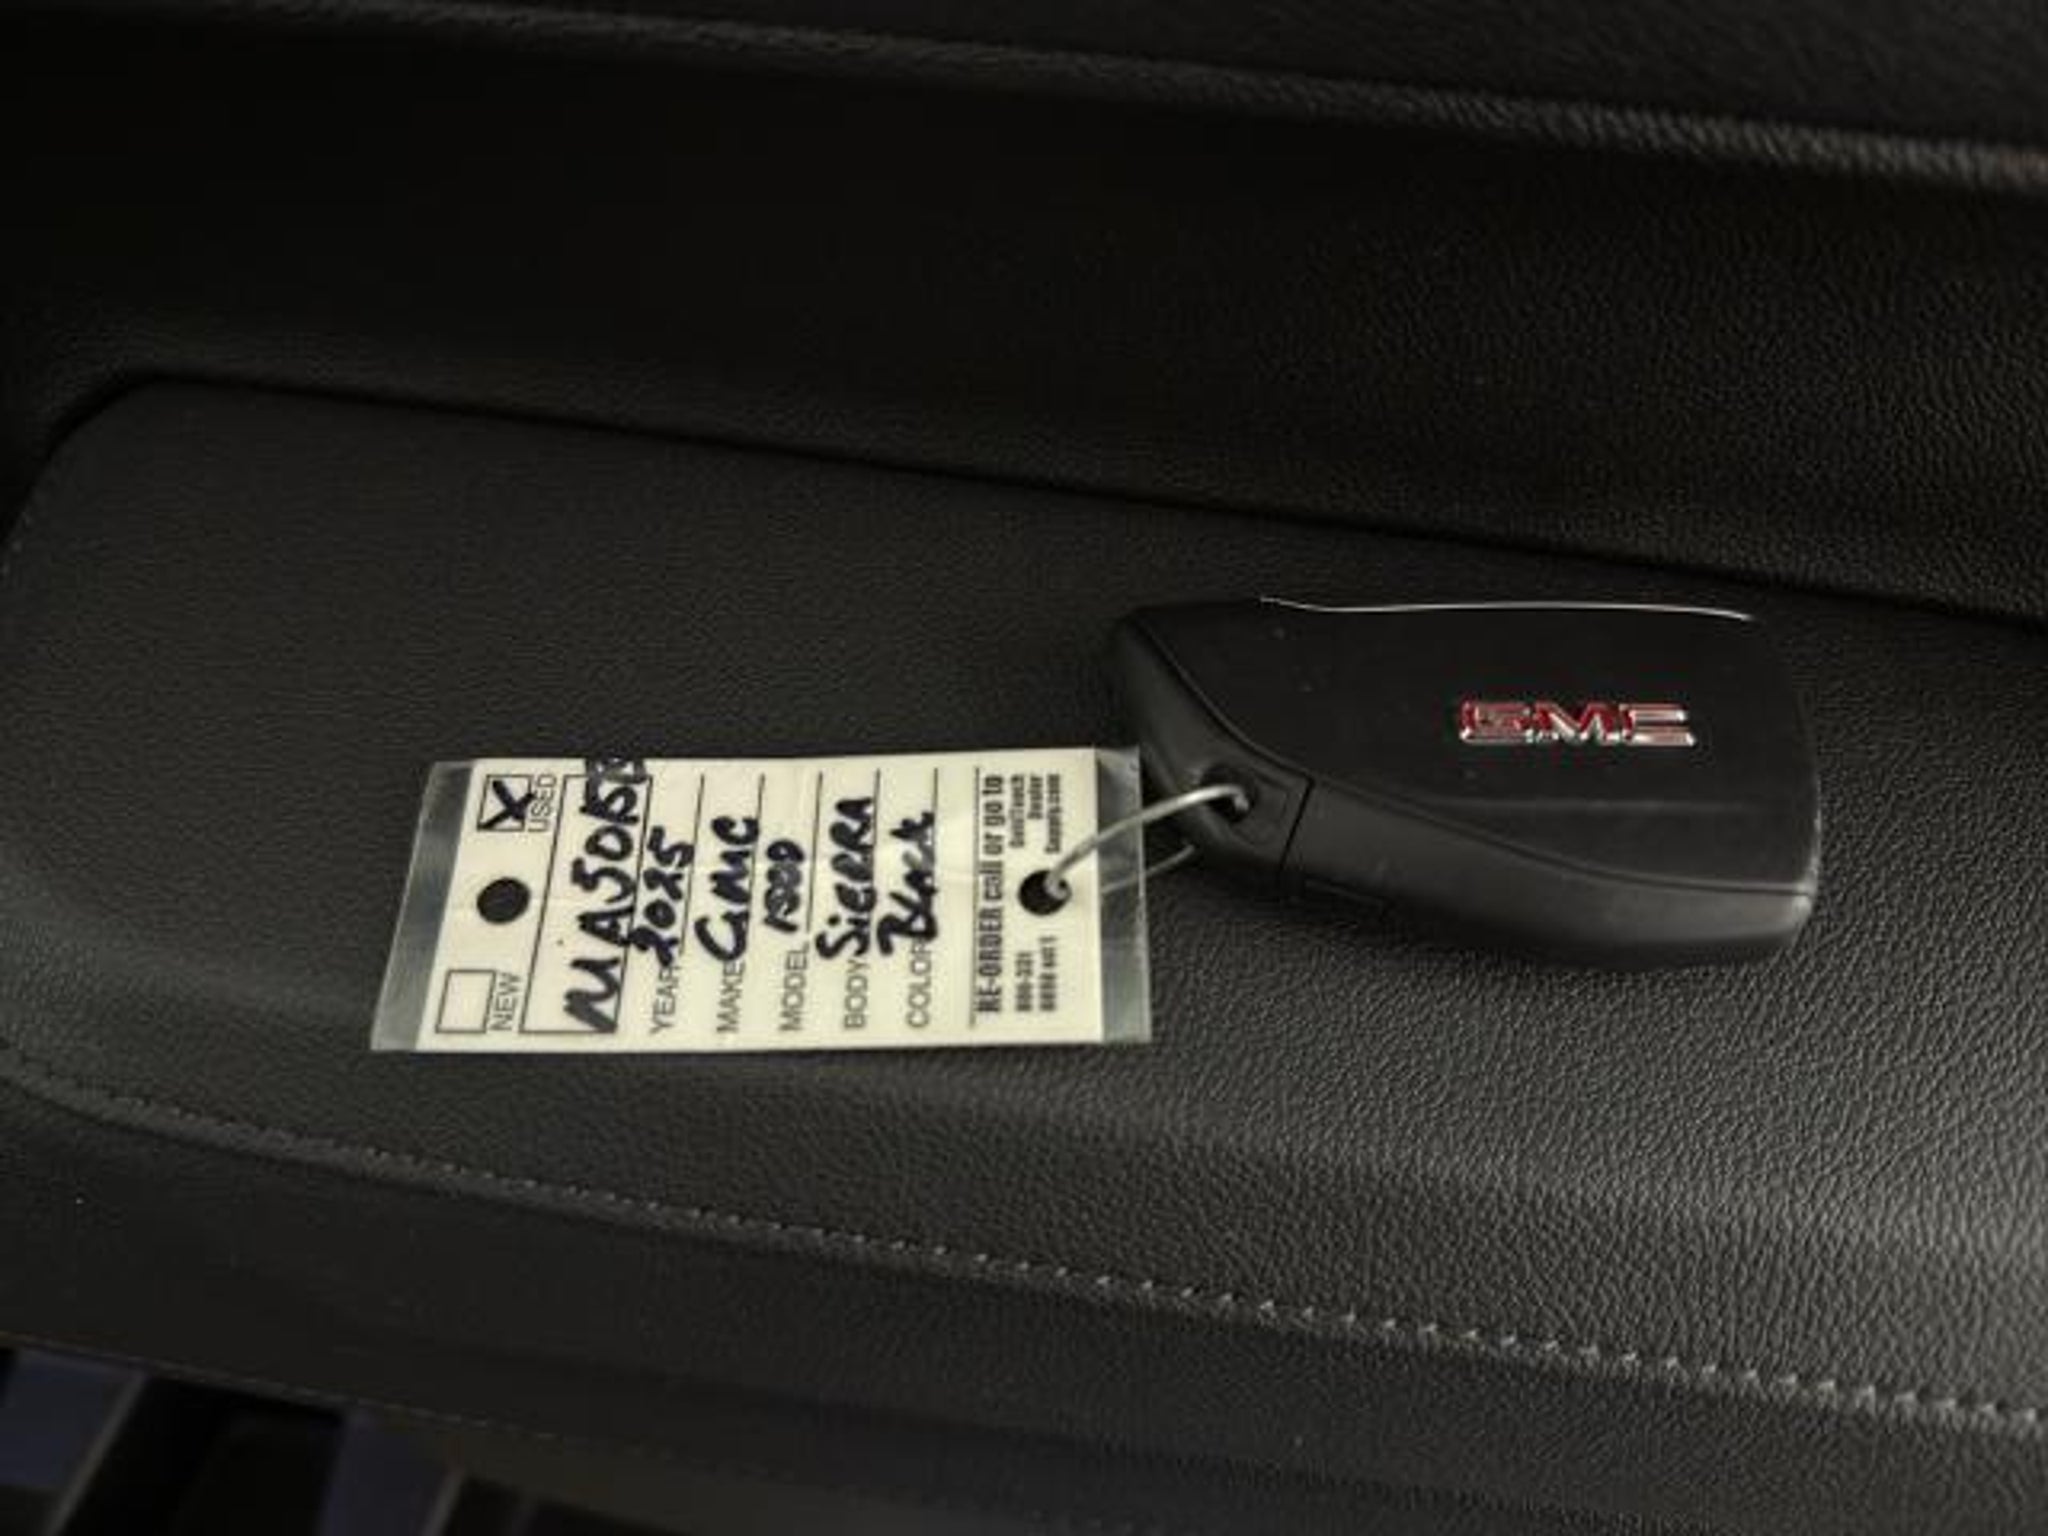 GMC
NEW
X USED
YEAR 2025
MAKE GMC
MODEL 1500
BODY SiERRA
COLOR Black
RE-ORDER call or go to